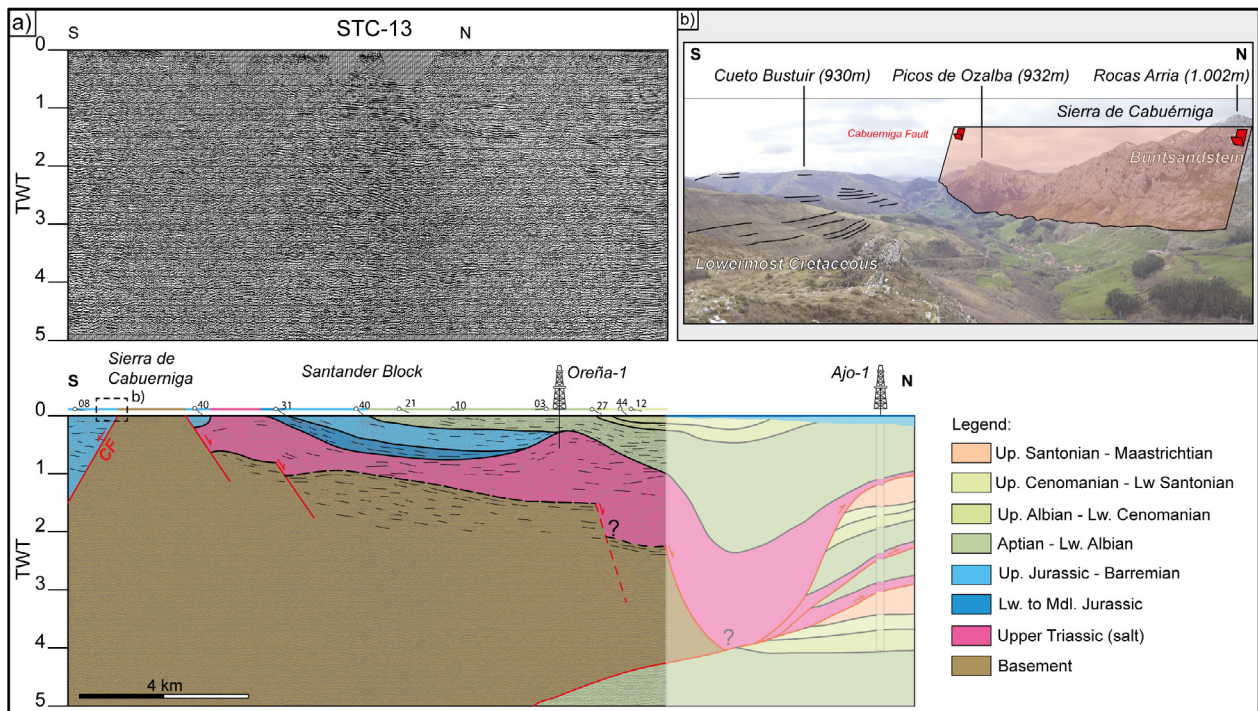 a)
STC-13
S
N
0
1
2
3
4
5
TWT
b)
S
N
Cueto Bustuir (930m)
Picos de Ozalba (932m)
Rocas Arria (1.002m)
Sierra de Cabuérniga
Cabuerniga Fault
Buntsandstein
Lowermost Cretaceous
Sierra de
Cabuerniga
Santander Block
Oreña-1
Ajo-1
S
N
b)
08
40
31
40
21
10
03
27
44
12
0
1
2
3
4
5
TWT
CF
?
?
4 km
Legend:
Up. Santonian - Maastrichtian
Up. Cenomanian - Lw Santonian
Up. Albian - Lw. Cenomanian
Aptian - Lw. Albian
Up. Jurassic - Barremian
Lw. to Mdl. Jurassic
Upper Triassic (salt)
Basement